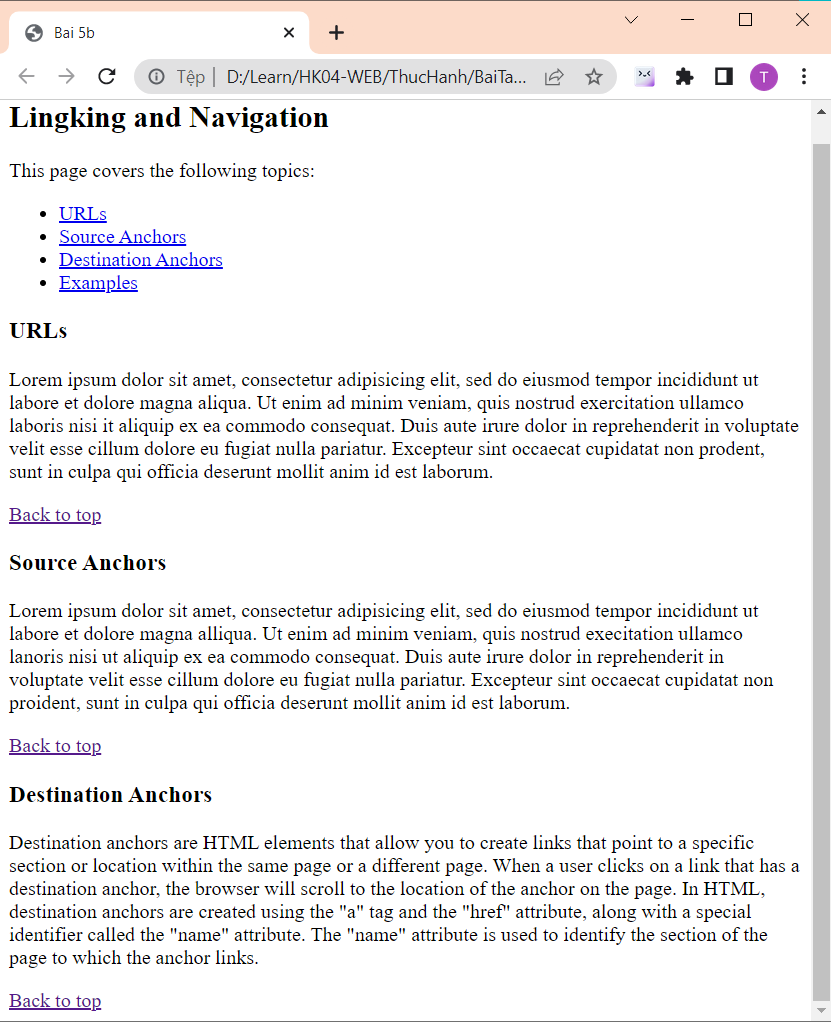 Bai 5b
Tệp
D:/Learn/HK04-WEB/ThucHanh/BaiTa...
T
Lingking and Navigation
This page covers the following topics:
• URLs
• Source Anchors
• Destination Anchors
• Examples
URLs
Lorem ipsum dolor sit amet, consectetur adipisicing elit, sed do eiusmod tempor incididunt ut
labore et dolore magna aliqua. Ut enim ad minim veniam, quis nostrud exercitation ullamco
laboris nisi it aliquip ex ea commodo consequat. Duis aute irure dolor in reprehenderit in voluptate
velit esse cillum dolore eu fugiat nulla pariatur. Excepteur sint occaecat cupidatat non prodent,
sunt in culpa qui officia deserunt mollit anim id est laborum.
Back to top
Source Anchors
Lorem ipsum dolor sit amet, consectetur adipisicing elit, sed do eiusmod tempor incididunt ut
labore et dolore magna alliqua. Ut enim ad minim veniam, quis nostrud execitation ullamco
lanoris nisi ut aliquip ex ea commodo consequat. Duis aute irure dolor in reprehenderit in
voluptate velit esse cillum dolore eu fugiat nulla pariatur. Excepteur sint occaecat cupidatat non
proident, sunt in culpa qui officia deserunt mollit anim id est laborum.
Back to top
Destination Anchors
Destination anchors are HTML elements that allow you to create links that point to a specific
section or location within the same page or a different page. When a user clicks on a link that has a
destination anchor, the browser will scroll to the location of the anchor on the page. In HTML,
destination anchors are created using the "a" tag and the "href" attribute, along with a special
identifier called the "name" attribute. The "name" attribute is used to identify the section of the
page to which the anchor links.
Back to top